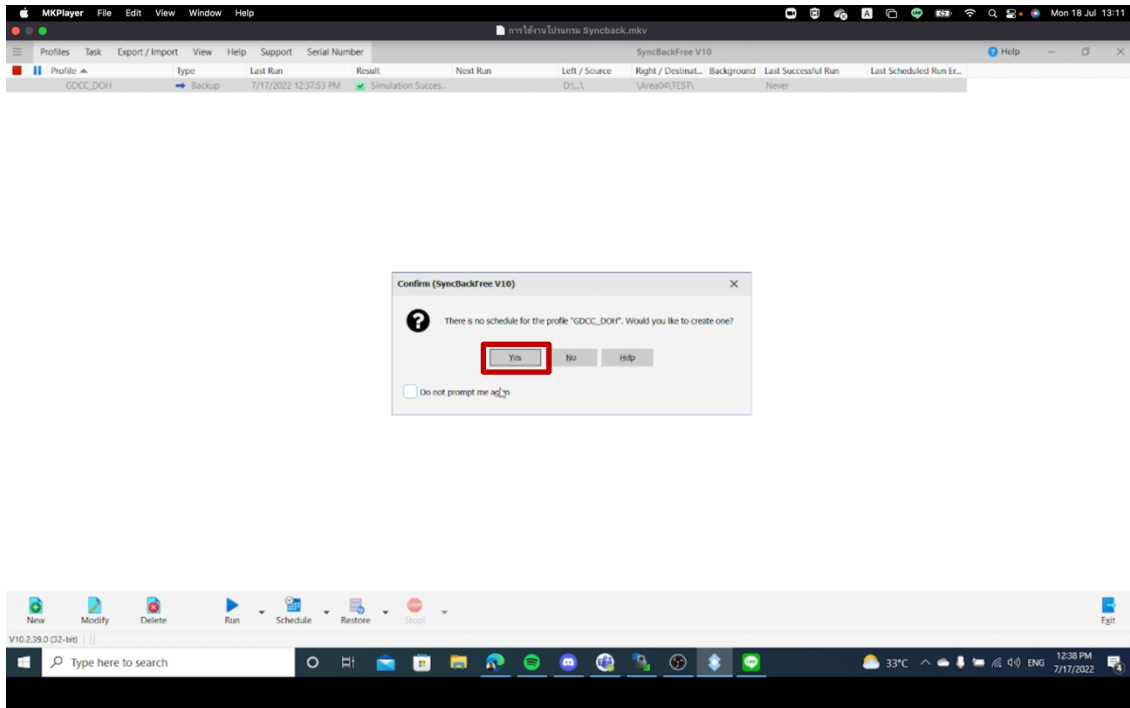 MKPlayer File Edit View Window Help
Mon 18 Jul 13:11
การใช้งานโปรแกรม Syncback.mkv
Profiles Task Export / Import View Help Support Serial Number
SyncBackFree V10
Help
Profile Type Last Run Result Next Run Left / Source Right / Destinat... Background Last Successful Run Last Scheduled Run Er...
GDCC_DOH Backup 7/17/2022 12:37:53 PM Simulation Succes... D:\...\ \Area04\TEST\ Never
Confirm (SyncBackFree V10)
There is no schedule for the profile "GDCC_DOH". Would you like to create one?
Yes No Help
Do not prompt me again
New Modify Delete Run Schedule Restore Stop!
Exit
V10.2.39.0 (32-bit)
Type here to search
33°C
ENG
12:38 PM
7/17/2022
4